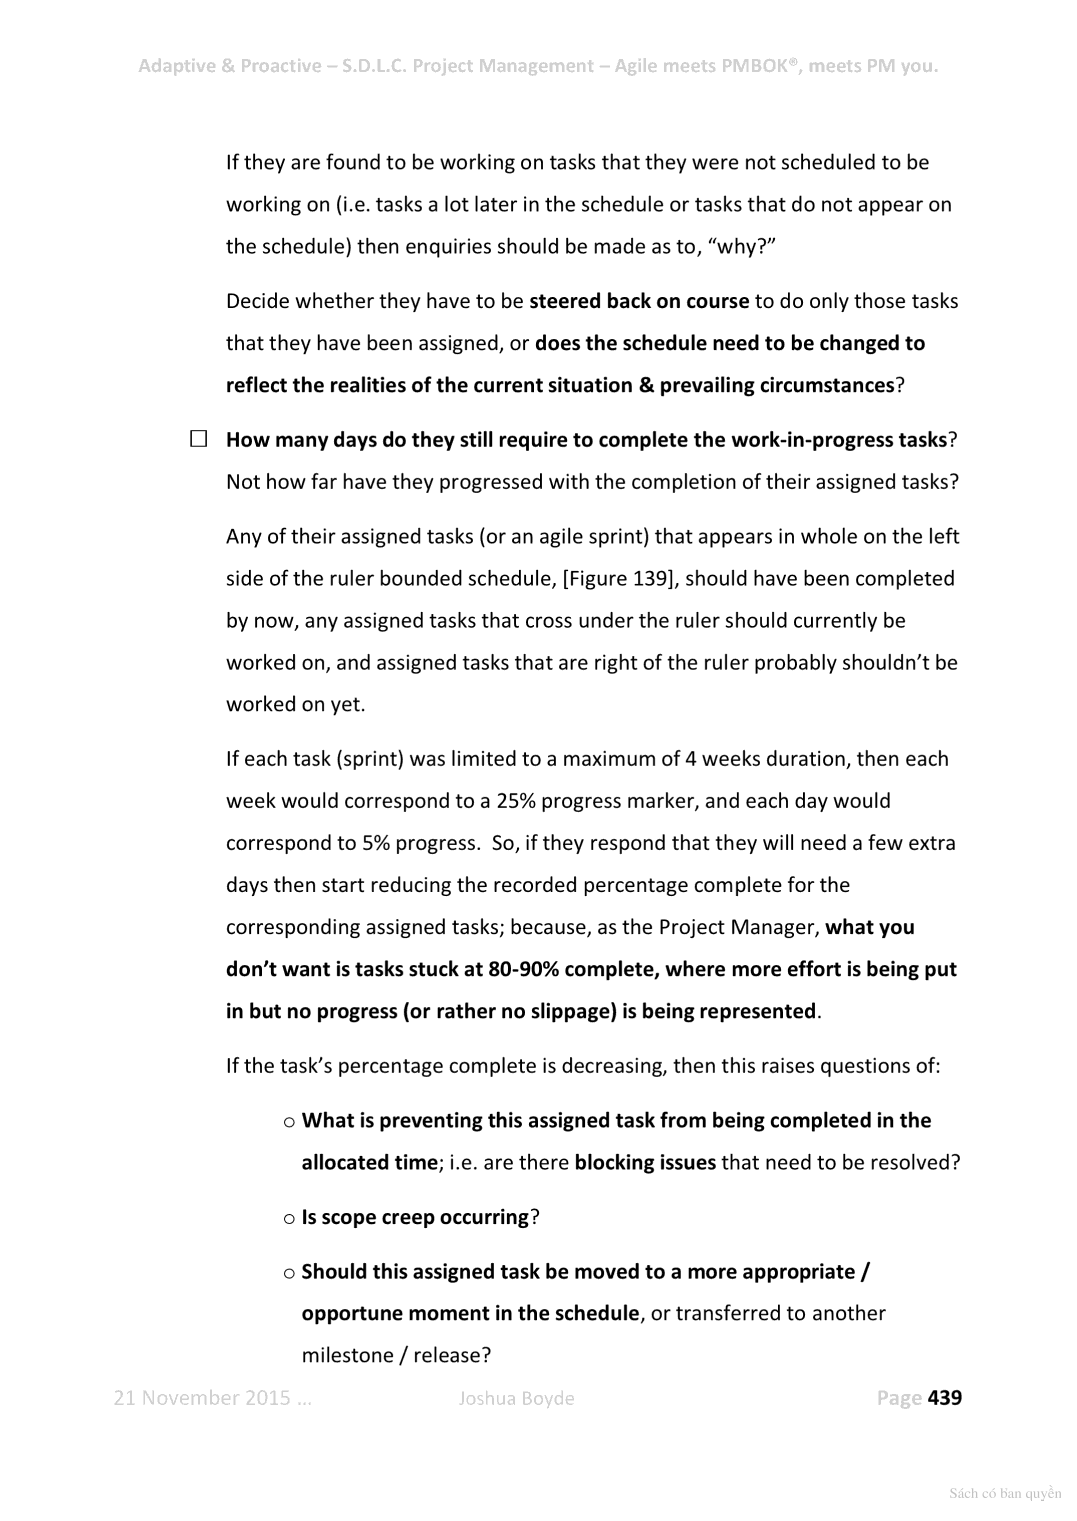 Adaptive & Proactive – S.D.L.C. Project Management – Agile meets PMBOK®, meets PM you.
If they are found to be working on tasks that they were not scheduled to be
working on (i.e. tasks a lot later in the schedule or tasks that do not appear on
the schedule) then enquiries should be made as to, “why?”
Decide whether they have to be steered back on course to do only those tasks
that they have been assigned, or does the schedule need to be changed to
reflect the realities of the current situation & prevailing circumstances?
☐ How many days do they still require to complete the work-in-progress tasks?
Not how far have they progressed with the completion of their assigned tasks?
Any of their assigned tasks (or an agile sprint) that appears in whole on the left
side of the ruler bounded schedule, [Figure 139], should have been completed
by now, any assigned tasks that cross under the ruler should currently be
worked on, and assigned tasks that are right of the ruler probably shouldn’t be
worked on yet.
If each task (sprint) was limited to a maximum of 4 weeks duration, then each
week would correspond to a 25% progress marker, and each day would
correspond to 5% progress.  So, if they respond that they will need a few extra
days then start reducing the recorded percentage complete for the
corresponding assigned tasks; because, as the Project Manager, what you
don’t want is tasks stuck at 80-90% complete, where more effort is being put
in but no progress (or rather no slippage) is being represented.
If the task’s percentage complete is decreasing, then this raises questions of:
o What is preventing this assigned task from being completed in the
allocated time; i.e. are there blocking issues that need to be resolved?
o Is scope creep occurring?
o Should this assigned task be moved to a more appropriate /
opportune moment in the schedule, or transferred to another
milestone / release?
21 November 2015 … Joshua Boyde Page 439
Sách có bản quyền